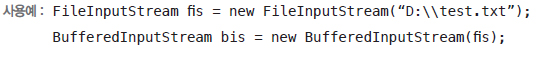 사용예 : FileInputStream fis = new FileInputStream(“D:\\test.txt”);
BufferedInputStream bis = new BufferedInputStream(fis);